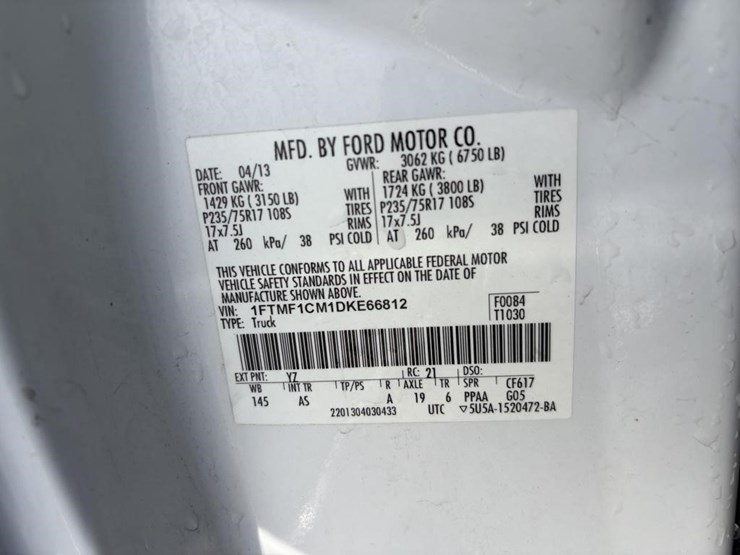 MFD. BY FORD MOTOR CO.
DATE: 04/13 GVWR: 3062 KG ( 6750 LB)
FRONT GAWR: REAR GAWR:
1429 KG ( 3150 LB) WITH 1724 KG ( 3800 LB) WITH
P235/75R17 108S TIRES P235/75R17 108S TIRES
17x7.5J RIMS 17x7.5J RIMS
AT 260 kPa/ 38 PSI COLD AT 260 kPa/ 38 PSI COLD
THIS VEHICLE CONFORMS TO ALL APPLICABLE FEDERAL MOTOR
VEHICLE SAFETY STANDARDS IN EFFECT ON THE DATE OF
MANUFACTURE SHOWN ABOVE.
VIN: 1FTMF1CM1DKE66812 F0084
TYPE: Truck T1030
EXT PNT: YZ RC: 21 DSO:
WB INT TR TP/PS R AXLE TR SPR CF617
145 AS A 19 6 PPAA G05
2201304030433 UTC ▽5U5A-1520472-BA